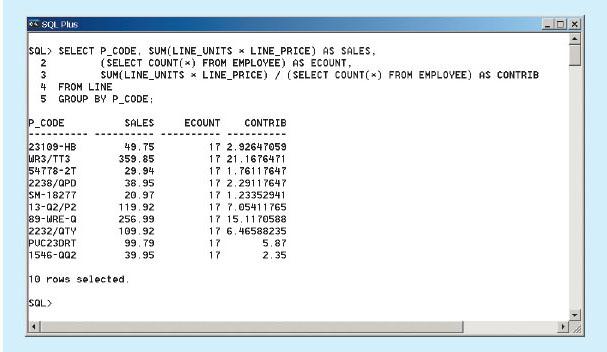 SQL Plus
SQL> SELECT P_CODE, SUM(LINE_UNITS * LINE_PRICE) AS SALES,
2 (SELECT COUNT(*) FROM EMPLOYEE) AS ECOUNT,
3 SUM(LINE_UNITS * LINE_PRICE) / (SELECT COUNT(*) FROM EMPLOYEE) AS CONTRIB
4 FROM LINE
5 GROUP BY P_CODE;
P_CODE SALES ECOUNT CONTRIB
---------- ---------- ---------- ----------
23109-HB 49.75 17 2.92647059
WR3/TT3 359.85 17 21.1676471
54778-2T 29.94 17 1.76117647
2238/QPD 38.95 17 2.29117647
SM-18277 20.97 17 1.23352941
13-Q2/P2 119.92 17 7.05411765
89-WRE-Q 256.99 17 15.1170588
2232/QTY 109.92 17 6.46588235
PVC23DRT 99.79 17 5.87
1546-QQ2 39.95 17 2.35
10 rows selected.
SQL>